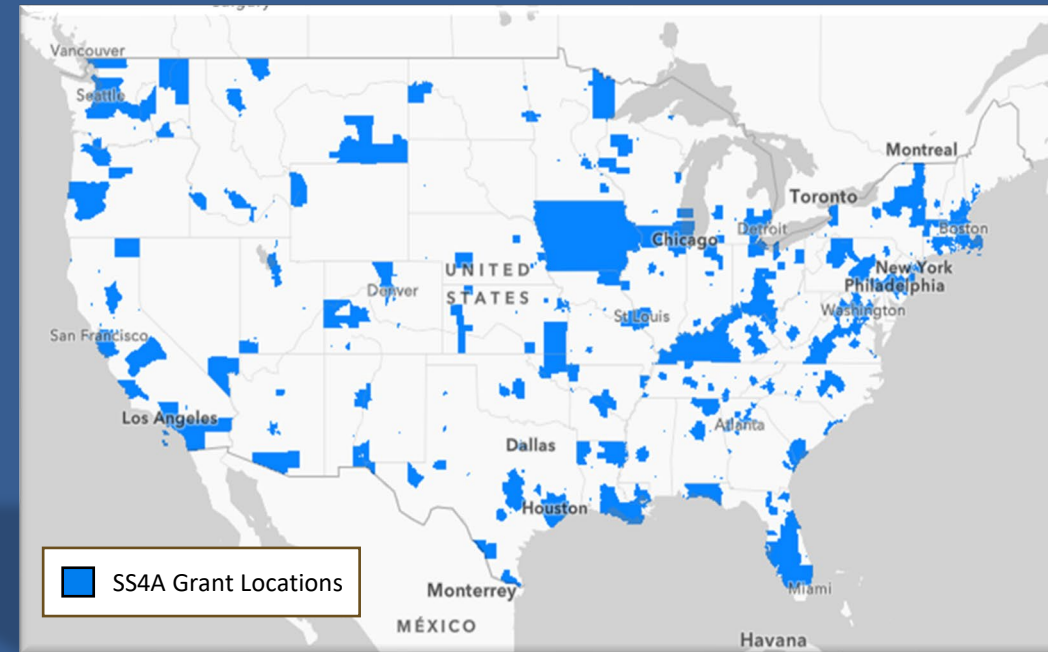 Vancouver
Seattle
Montreal
Toronto
Boston
Detroit
Chicago
New York
Philadelphia
UNITED
STATES
Denver
St Louis
Washington
San Francisco
Los Angeles
Atlanta
Dallas
Houston
SS4A Grant Locations
Monterrey
Miami
MÉXICO
Havana